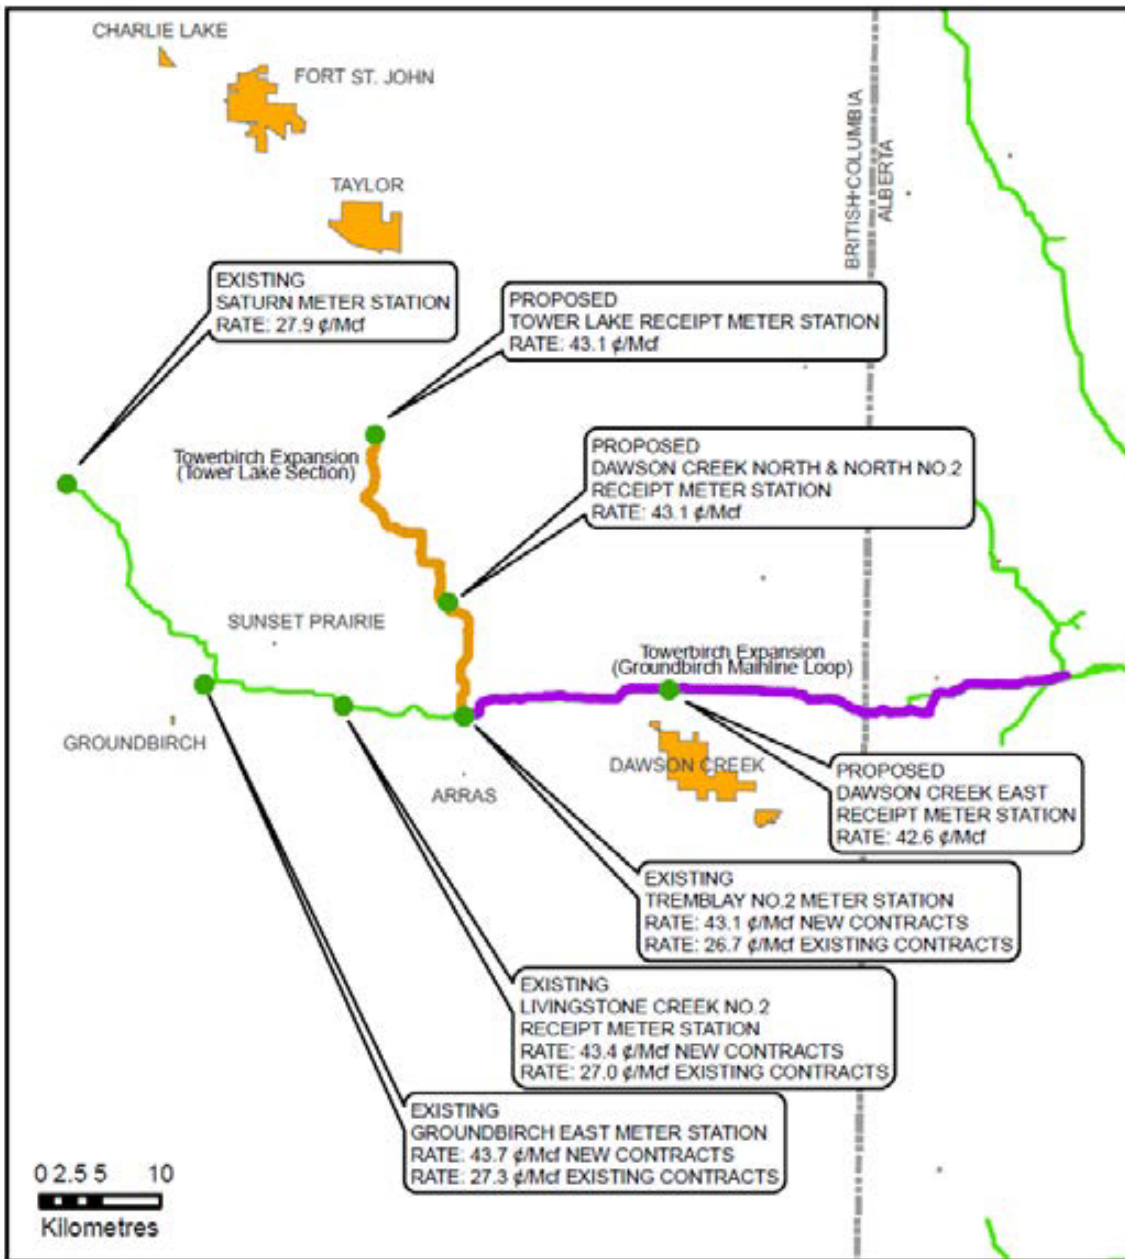 CHARLIE LAKE
FORT ST. JOHN
TAYLOR
BRITISH COLUMBIA
ALBERTA
EXISTING
SATURN METER STATION
RATE: 27.9 ¢/Mcf
PROPOSED
TOWER LAKE RECEIPT METER STATION
RATE: 43.1 ¢/Mcf
Towerbirch Expansion
(Tower Lake Section)
PROPOSED
DAWSON CREEK NORTH & NORTH NO.2
RECEIPT METER STATION
RATE: 43.1 ¢/Mcf
SUNSET PRAIRIE
Towerbirch Expansion
(Groundbirch Mainline Loop)
GROUNDBIRCH
ARRAS
DAWSON CREEK
PROPOSED
DAWSON CREEK EAST
RECEIPT METER STATION
RATE: 42.6 ¢/Mcf
EXISTING
TREMBLAY NO.2 METER STATION
RATE: 43.1 ¢/Mcf NEW CONTRACTS
RATE: 26.7 ¢/Mcf EXISTING CONTRACTS
EXISTING
LIVINGSTONE CREEK NO.2
RECEIPT METER STATION
RATE: 43.4 ¢/Mcf NEW CONTRACTS
RATE: 27.0 ¢/Mcf EXISTING CONTRACTS
EXISTING
GROUNDBIRCH EAST METER STATION
RATE: 43.7 ¢/Mcf NEW CONTRACTS
RATE: 27.3 ¢/Mcf EXISTING CONTRACTS
0 2.5 5 10
Kilometres